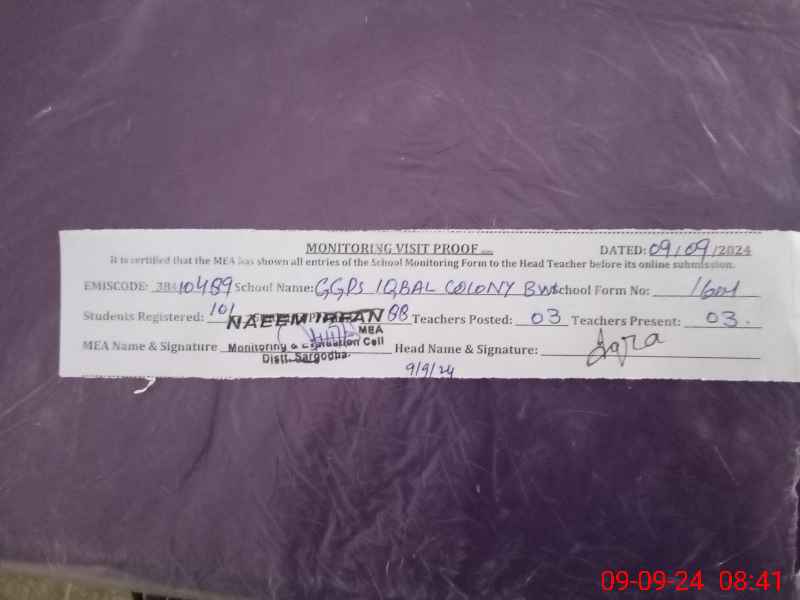 MONITORING VISIT PROOF DATED: 09/09/2024
It is certified that the MEA has shown all entries of the School Monitoring Form to the Head Teacher before its online submission.
EMISCODE: 38410489 School Name: GGPS IQBAL COLONY BWL School Form No:
Students Registered: 101 88 Teachers Posted: 03 Teachers Present: 03.
NAEEM IRFAN
MEA
MEA Name & Signature Monitoring & Evaluation Cell Head Name & Signature: Iqra
Distt. Sargodha.
9/9/24
09-09-24 08:41